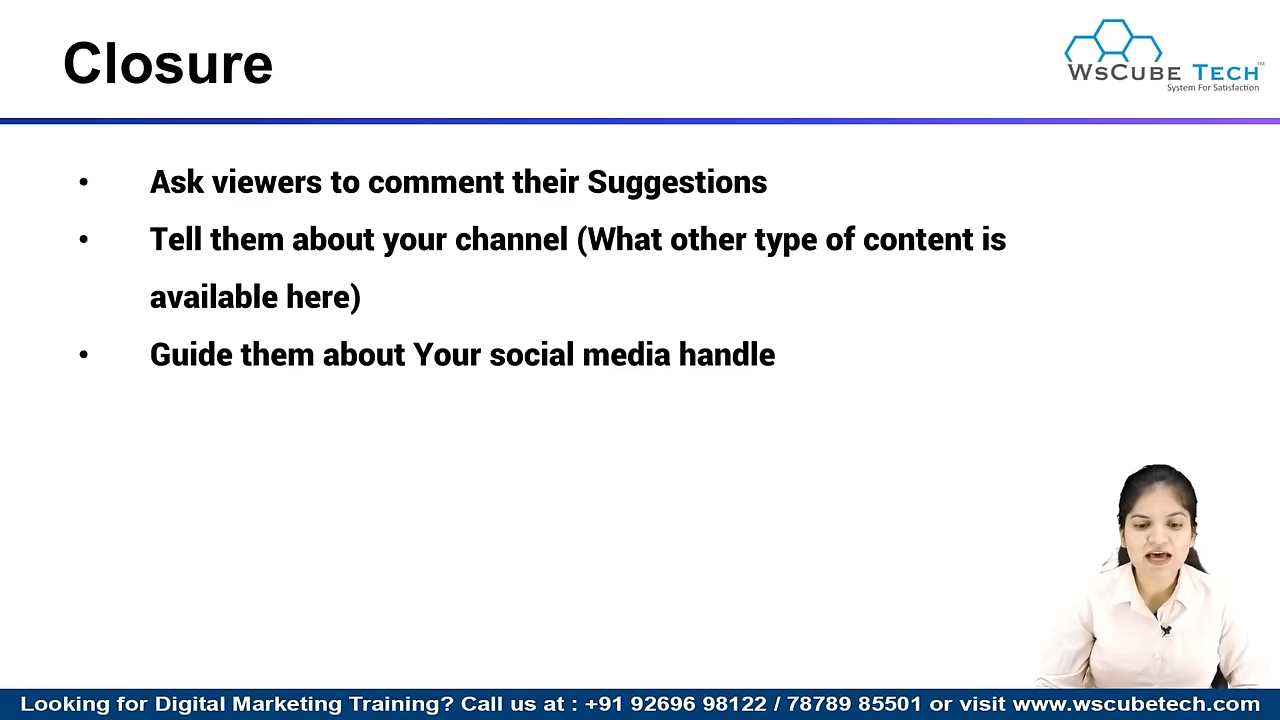 Closure
WsCube Tech™
System For Satisfaction
• Ask viewers to comment their Suggestions
• Tell them about your channel (What other type of content is
available here)
• Guide them about Your social media handle
Looking for Digital Marketing Training? Call us at : +91 92696 98122 / 78789 85501 or visit www.wscubetech.com